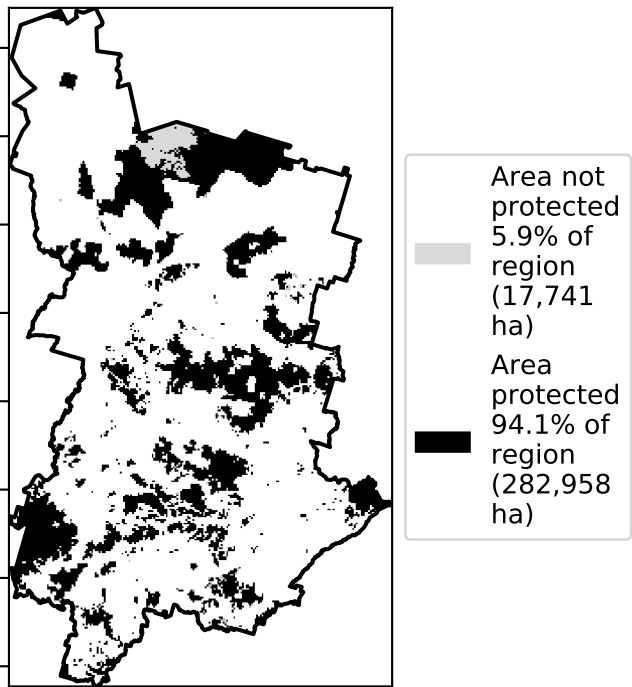 Area not
protected
5.9% of
region
(17,741
ha)
Area
protected
94.1% of
region
(282,958
ha)